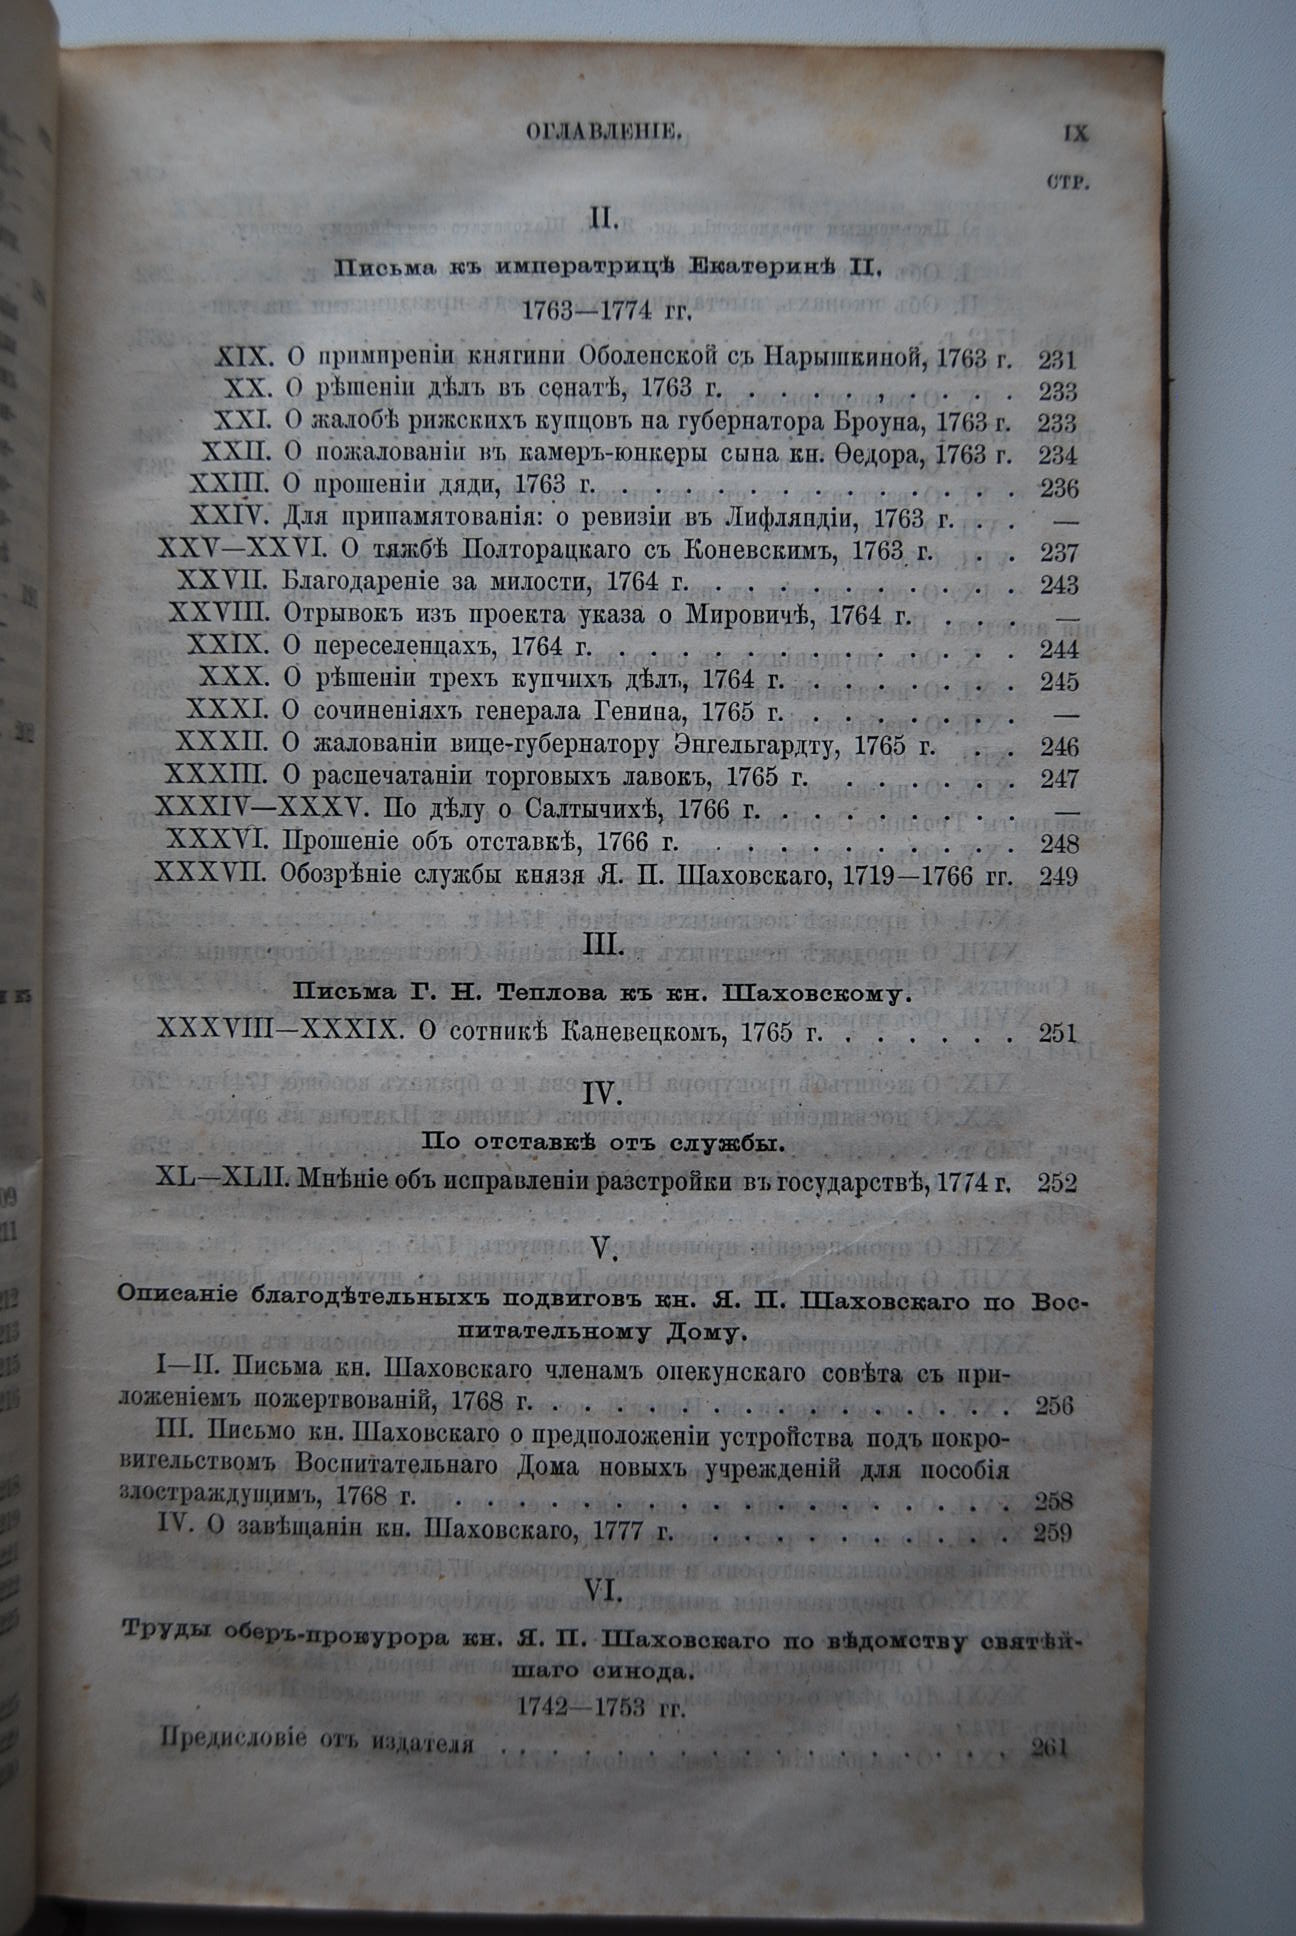 ОГЛАВЛЕНІЕ. IX
СТР.
II.
Письма къ императрицѣ Екатеринѣ II.
1763—1774 гг.
XIX. О примиреніи княгини Оболенской съ Нарышкиной, 1763 г. 231
XX. О рѣшеніи дѣлъ въ сенатѣ, 1763 г. . . . . . , . . . . 233
XXI. О жалобѣ рижскихъ купцовъ на губернатора Броуна, 1763 г. 233
XXII. О пожалованіи въ камеръ-юнкеры сына кн. Ѳедора, 1763 г. 234
XXIII. О прошеніи дяди, 1763 г. . . . . . . . . . . . . . 236
XXIV. Для припамятованія: о ревизіи въ Лифляндіи, 1763 г. . . —
XXV—XXVI. О тяжбѣ Полторацкаго съ Коневскимъ, 1763 г. . . 237
XXVII. Благодареніе за милости, 1764 г. . . . . . . . . . . 243
XXVIII. Отрывокъ изъ проекта указа о Мировичѣ, 1764 г. . . . —
XXIX. О переселенцахъ, 1764 г. . . . . . . . . . . . . . 244
XXX. О рѣшеніи трехъ купчихъ дѣлъ, 1764 г. . . . . . . . 245
XXXI. О сочиненіяхъ генерала Генина, 1765 г. . . . . . . . —
XXXII. О жалованіи вице-губернатору Энгельгардту, 1765 г. . . 246
XXXIII. О распечатаніи торговыхъ лавокъ, 1765 г. . . . . . . 247
XXXIV—XXXV. По дѣлу о Салтычихѣ, 1766 г. . . . . . . . . —
XXXVI. Прошеніе объ отставкѣ, 1766 г. . . . . . . . . . . 248
XXXVII. Обозрѣніе службы князя Я. П. Шаховскаго, 1719—1766 гг. 249
III.
Письма Г. Н. Теплова къ кн. Шаховскому.
XXXVIII—XXXIX. О сотникѣ Каневецкомъ, 1765 г. . . . . . . 251
IV.
По отставкѣ отъ службы.
XL—XLII. Мнѣніе объ исправленіи разстройки въ государствѣ, 1774 г. 252
V.
Описаніе благодѣтельныхъ подвиговъ кн. Я. П. Шаховскаго по Вос-
питательному Дому.
I—II. Письма кн. Шаховскаго членамъ опекунскаго совѣта съ при-
ложеніемъ пожертвованій, 1768 г. . . . . . . . . . . . . . . . 256
III. Письмо кн. Шаховскаго о предположеніи устройства подъ покро-
вительствомъ Воспитательнаго Дома новыхъ учрежденій для пособія
злостраждущимъ, 1768 г. . . . . . . . . . . . . . . . . . . 258
IV. О завѣщаніи кн. Шаховскаго, 1777 г. . . . . . . . . . . 259
VI.
Труды оберъ-прокурора кн. Я. П. Шаховскаго по вѣдомству святѣй-
шаго синода.
1742—1753 гг.
Предисловіе отъ издателя . . . . . . . . . . . . . . . . . 261